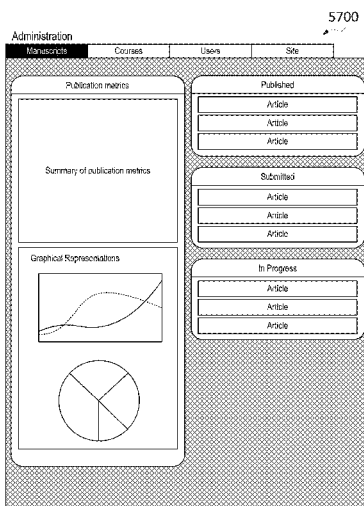 5700
Administration
Manuscripts Courses Users Site
Publication metrics
Summary of publication metrics
Graphical Representations
Published
Article
Article
Article
Submitted
Article
Article
Article
In Progress
Article
Article
Article